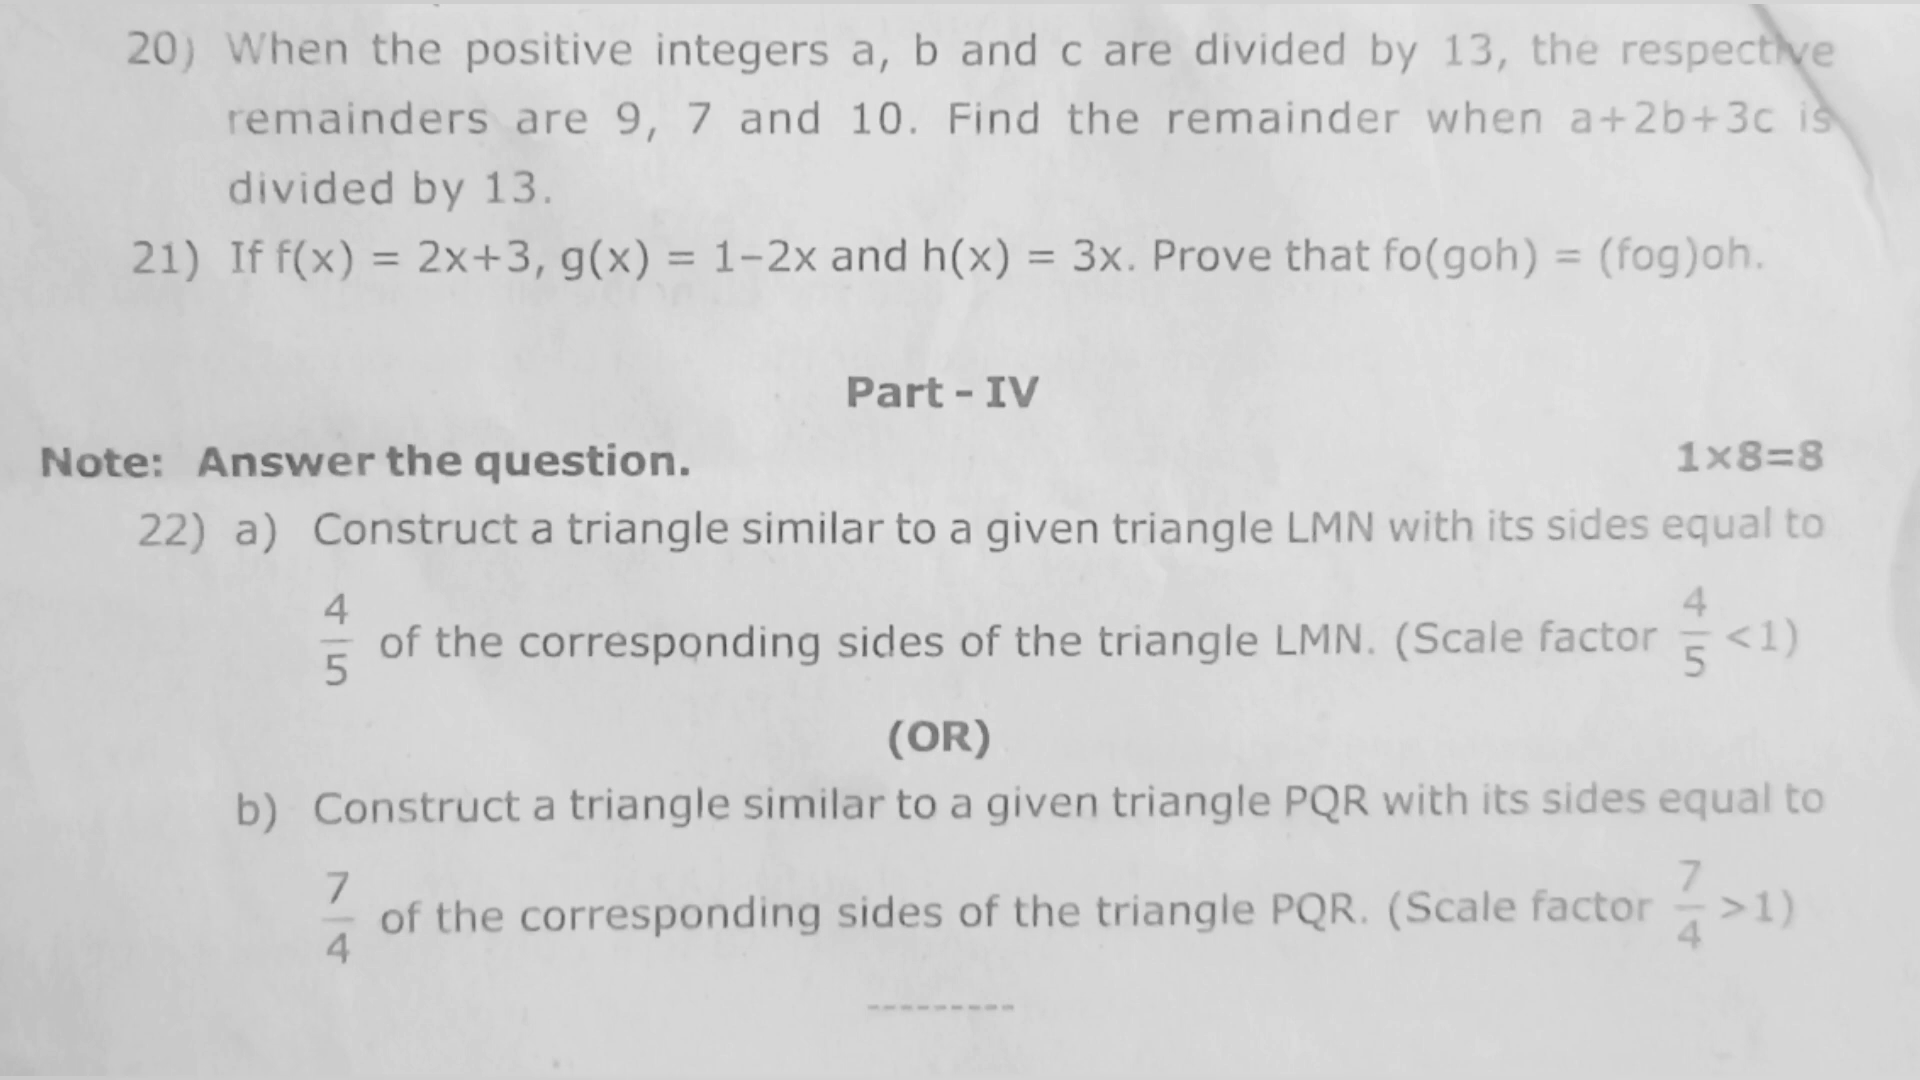 20) When the positive integers a, b and c are divided by 13, the respective
remainders are 9, 7 and 10. Find the remainder when a+2b+3c is
divided by 13.
21) If f(x) = 2x+3, g(x) = 1–2x and h(x) = 3x. Prove that fo(goh) = (fog)oh.
Part - IV
Note: Answer the question. 1×8=8
22) a) Construct a triangle similar to a given triangle LMN with its sides equal to
4/5 of the corresponding sides of the triangle LMN. (Scale factor 4/5 <1)
(OR)
b) Construct a triangle similar to a given triangle PQR with its sides equal to
7/4 of the corresponding sides of the triangle PQR. (Scale factor 7/4 >1)
---------